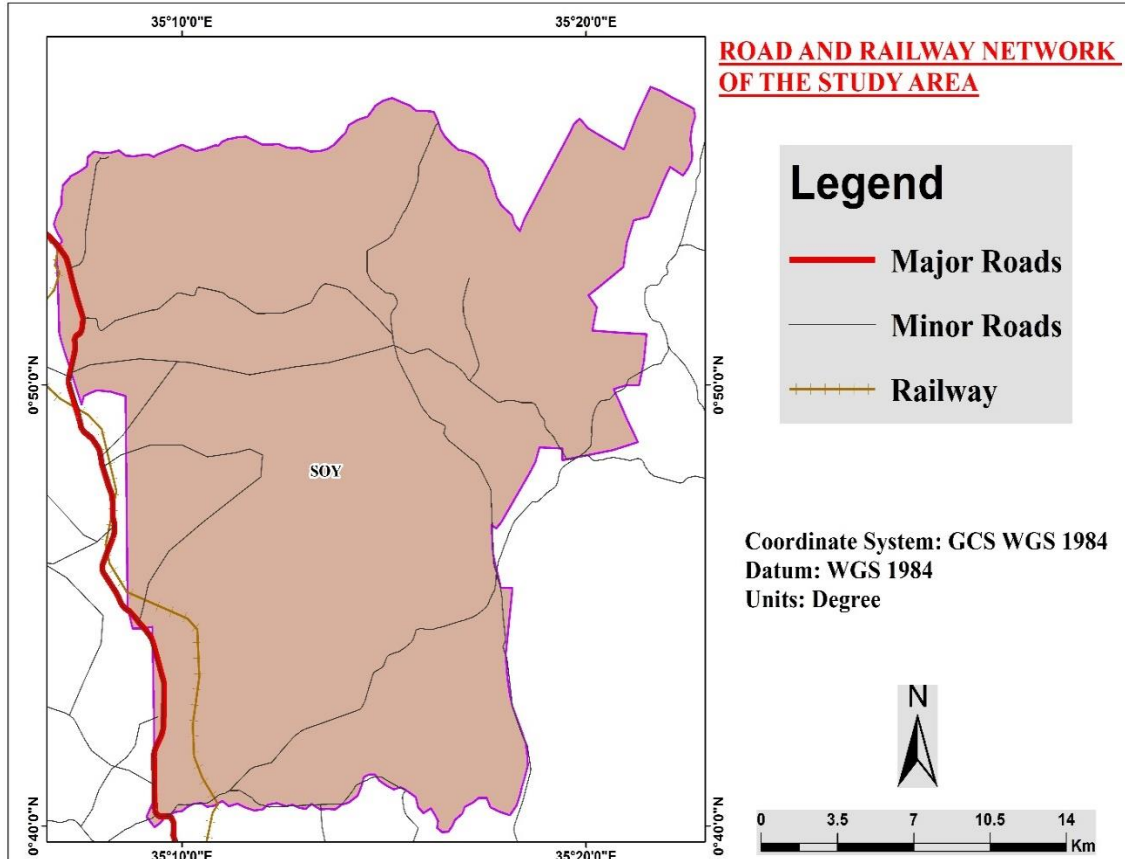 35°10'0"E
35°20'0"E
ROAD AND RAILWAY NETWORK
OF THE STUDY AREA
Legend
Major Roads
Minor Roads
Railway
0°50'0"N
0°50'0"N
SOY
Coordinate System: GCS WGS 1984
Datum: WGS 1984
Units: Degree
N
0 3.5 7 10.5 14
Km
0°40'0"N
0°40'0"N
35°10'0"E
35°20'0"E